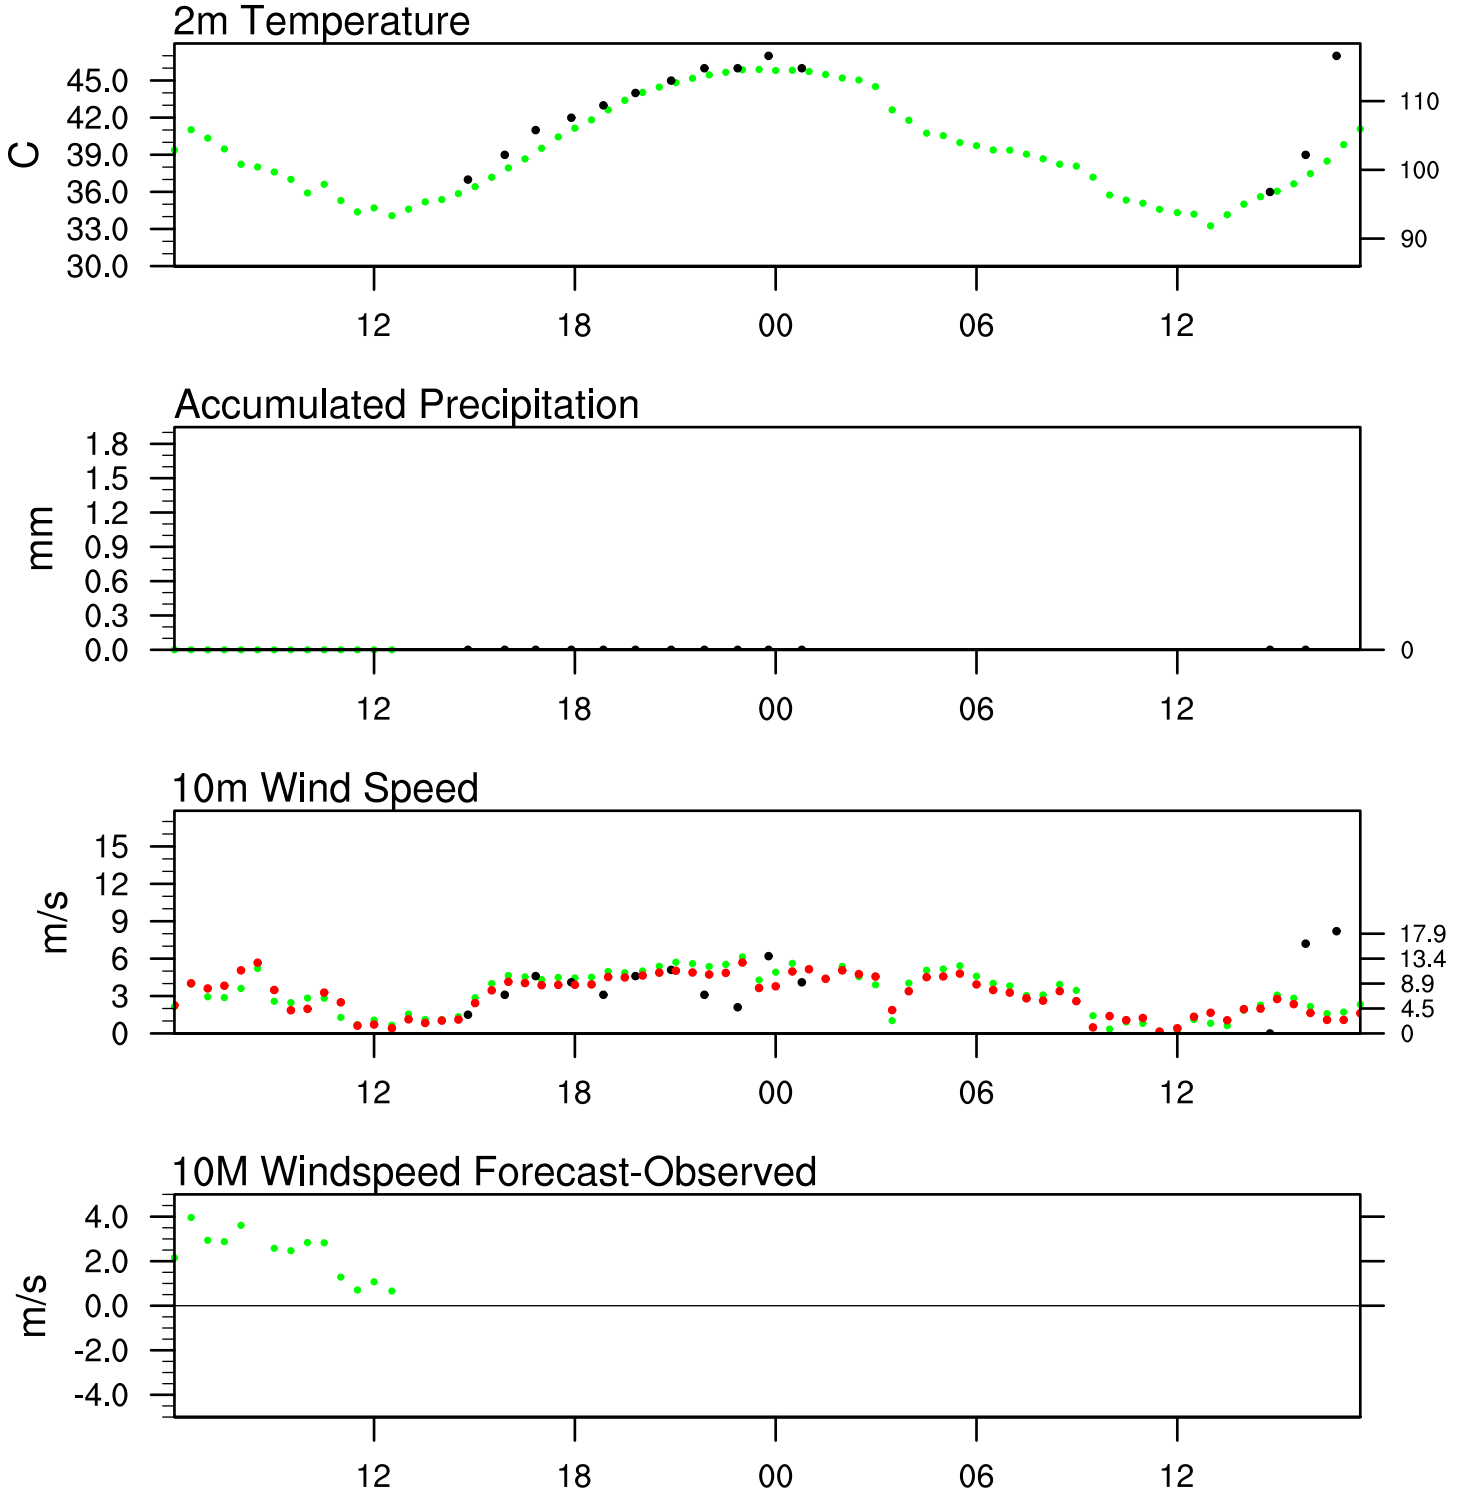 2m Temperature
C
45.0
42.0
39.0
36.0
33.0
30.0
110
100
90
12 18 00 06 12
Accumulated Precipitation
mm
1.8
1.5
1.2
0.9
0.6
0.3
0.0
0
12 18 00 06 12
10m Wind Speed
m/s
15
12
9
6
3
0
17.9
13.4
8.9
4.5
0
12 18 00 06 12
10M Windspeed Forecast-Observed
m/s
4.0
2.0
0.0
-2.0
-4.0
12 18 00 06 12